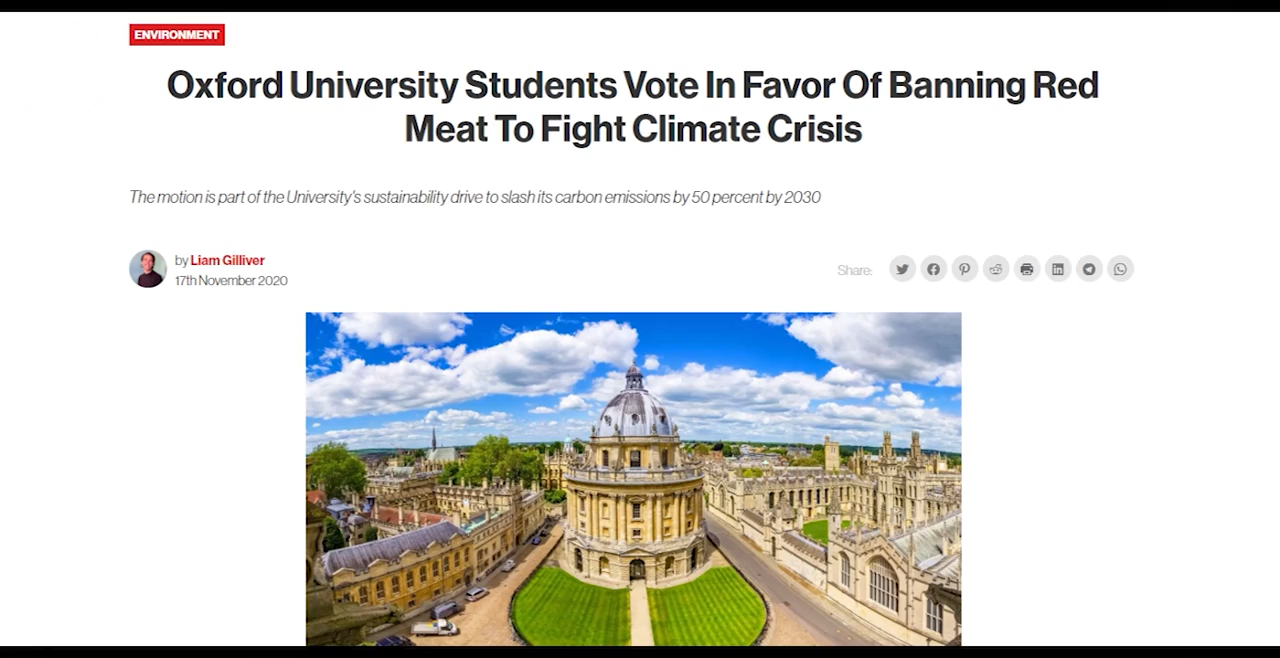 ENVIRONMENT
Oxford University Students Vote In Favor Of Banning Red
Meat To Fight Climate Crisis
The motion is part of the University's sustainability drive to slash its carbon emissions by 50 percent by 2030
by Liam Gilliver
17th November 2020
Share: